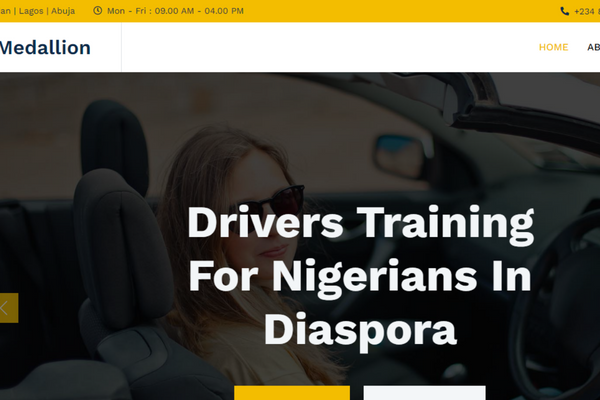 an | Lagos | Abuja Mon - Fri : 09.00 AM - 04.00 PM +234
Medallion HOME AB
Drivers Training
For Nigerians In
Diaspora